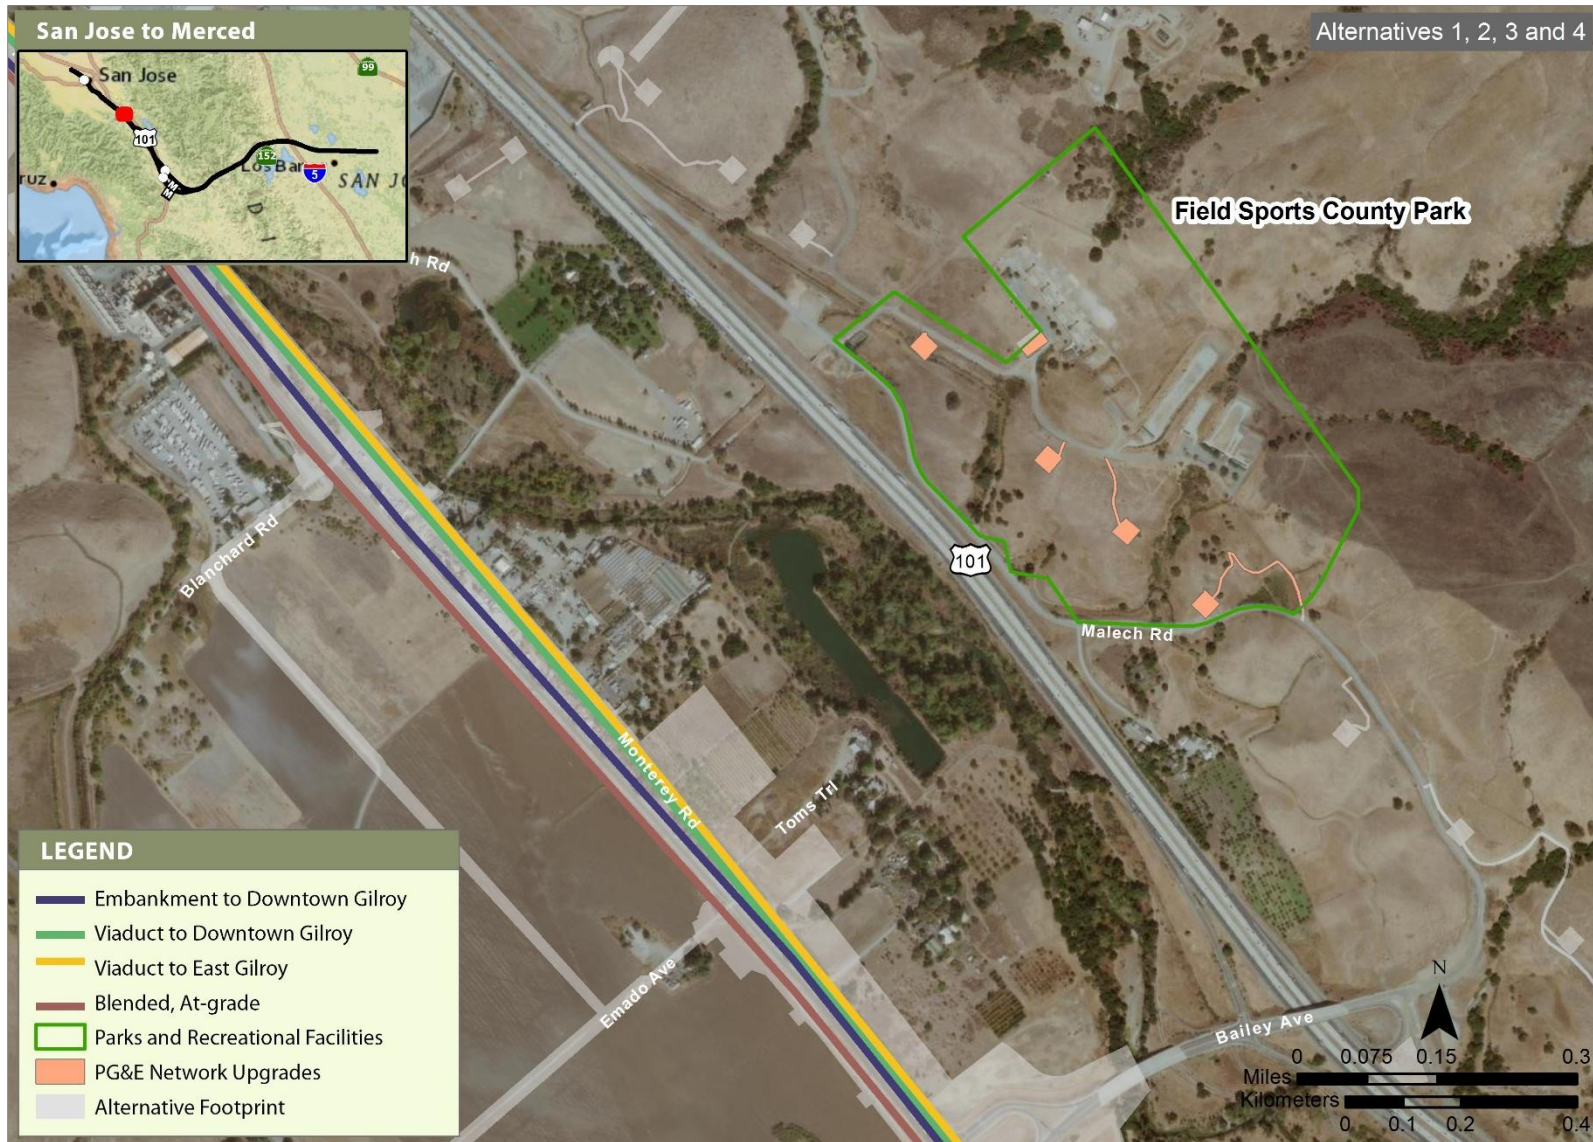 San Jose to Merced
Alternatives 1, 2, 3 and 4
San Jose
99
101
152
5
Field Sports County Park
h Rd
Blanchard Rd
101
Malech Rd
Monterey Rd
Toms Trl
Emado Ave
Bailey Ave
LEGEND
Embankment to Downtown Gilroy
Viaduct to Downtown Gilroy
Viaduct to East Gilroy
Blended, At-grade
Parks and Recreational Facilities
PG&E Network Upgrades
Alternative Footprint
N
0 0.075 0.15 0.3
Miles
Kilometers
0 0.1 0.2 0.4